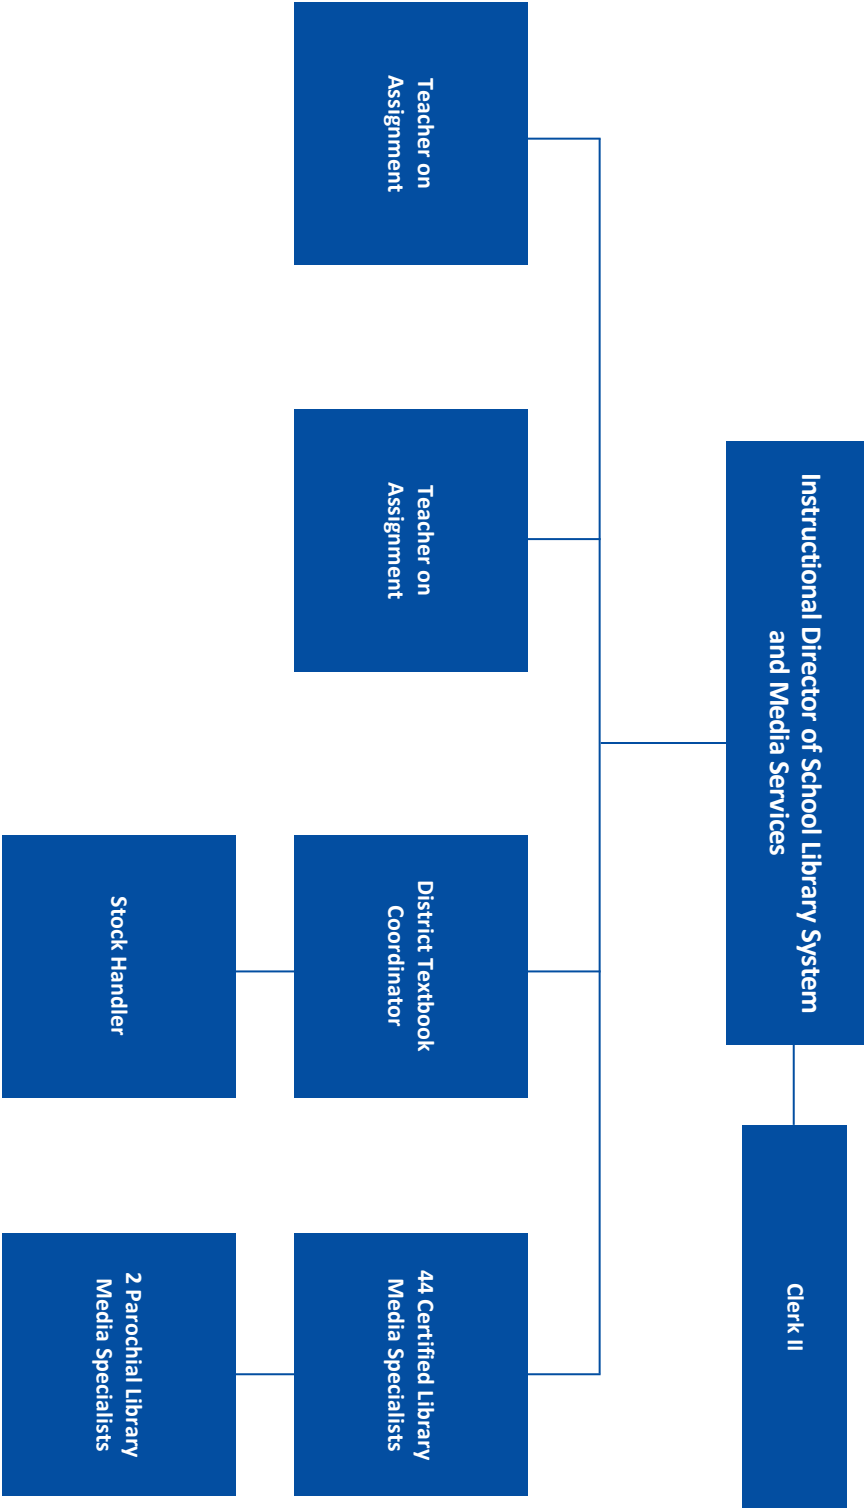 Instructional Director of School Library System
and Media Services
Clerk II
Teacher on
Assignment
Teacher on
Assignment
District Textbook
Coordinator
44 Certified Library
Media Specialists
Stock Handler
2 Parochial Library
Media Specialists